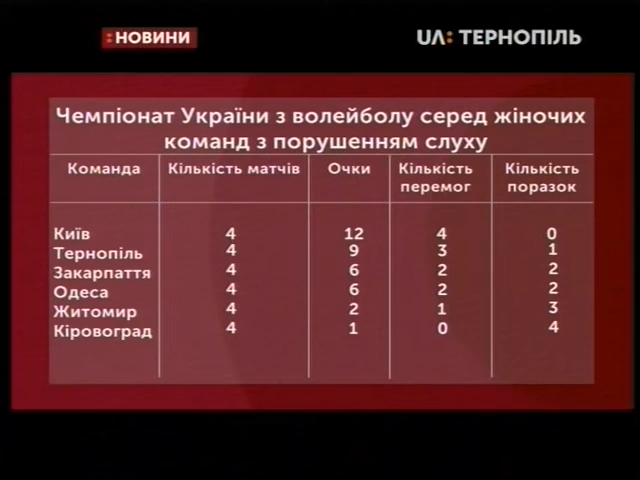 :НОВИНИ
UA: ТЕРНОПІЛЬ
Чемпіонат України з волейболу серед жіночих
команд з порушенням слуху
Команда Кількість матчів Очки Кількість перемог Кількість поразок
Київ 4 12 4 0
Тернопіль 4 9 3 1
Закарпаття 4 6 2 2
Одеса 4 6 2 2
Житомир 4 2 1 3
Кіровоград 4 1 0 4